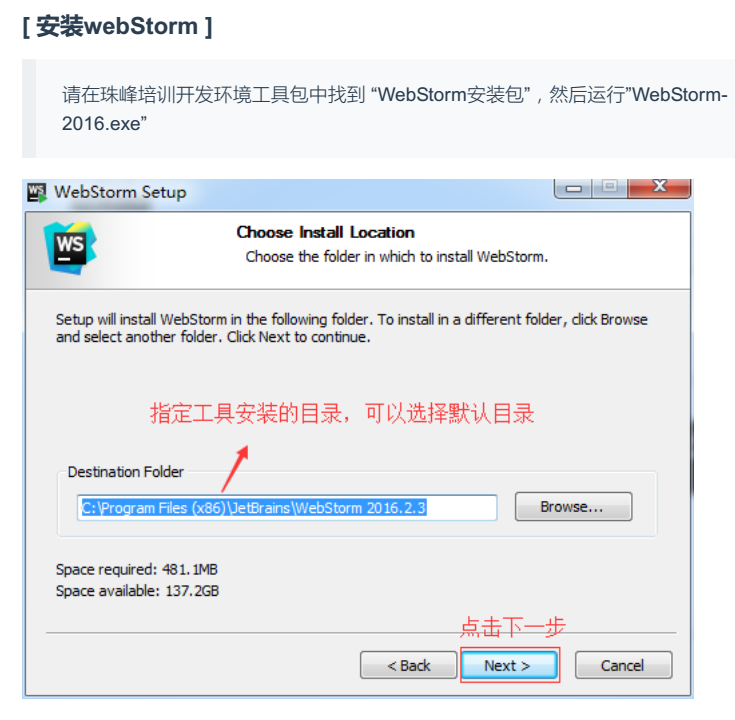 [ 安装webStorm ]
请在珠峰培训开发环境工具包中找到 “WebStorm安装包”，然后运行”WebStorm-
2016.exe”
WS WebStorm Setup
WS
Choose Install Location
Choose the folder in which to install WebStorm.
Setup will install WebStorm in the following folder. To install in a different folder, click Browse
and select another folder. Click Next to continue.
指定工具安装的目录，可以选择默认目录
Destination Folder
C:\Program Files (x86)\JetBrains\WebStorm 2016.2.3
Browse...
Space required: 481.1MB
Space available: 137.2GB
点击下一步
< Back
Next >
Cancel